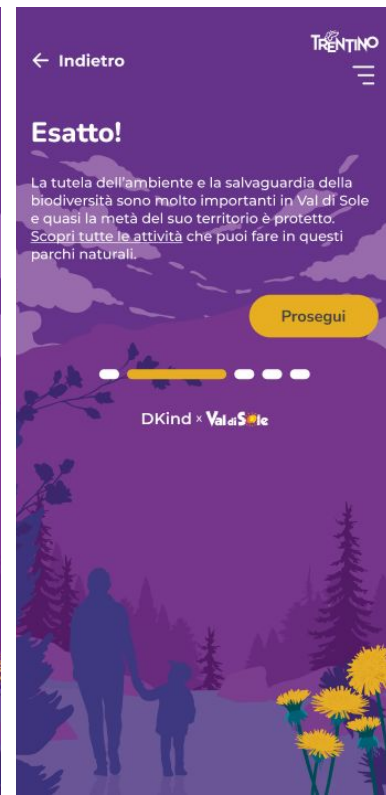 TRENTINO
← Indietro
Esatto!
La tutela dell'ambiente e la salvaguardia della
biodiversità sono molto importanti in Val di Sole
e quasi la metà del suo territorio è protetto.
Scopri tutte le attività che puoi fare in questi
parchi naturali.
Prosegui
DKind × Val di Sole